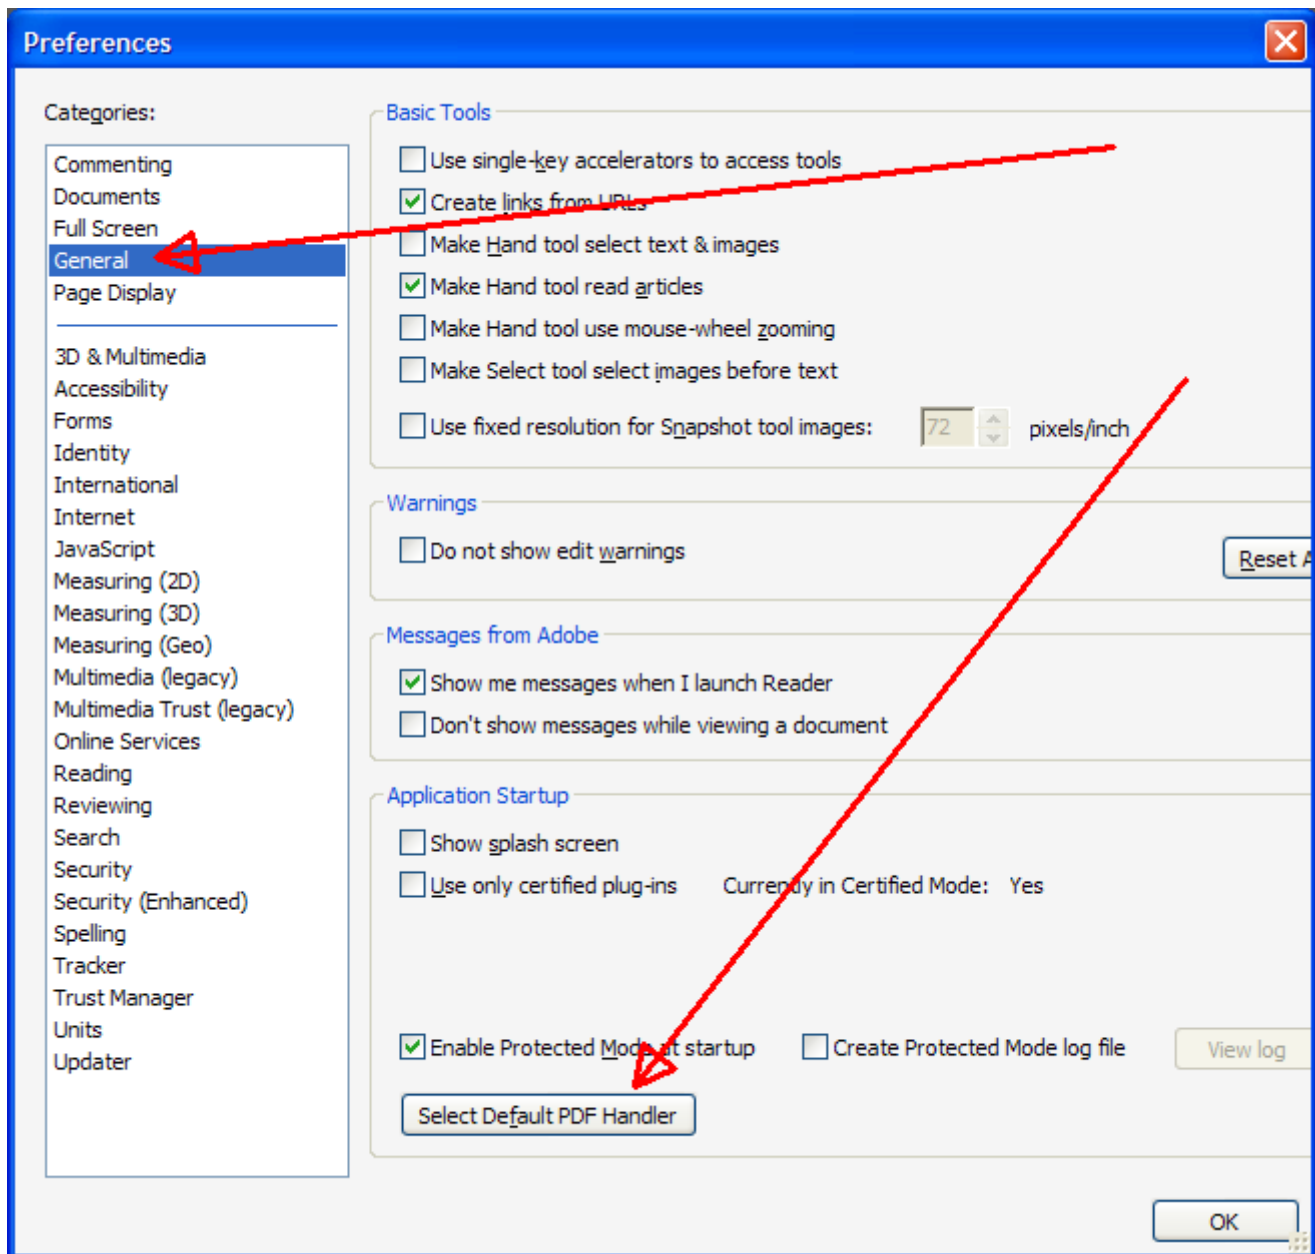 Preferences
Categories:
Commenting
Documents
Full Screen
General
Page Display
3D & Multimedia
Accessibility
Forms
Identity
International
Internet
JavaScript
Measuring (2D)
Measuring (3D)
Measuring (Geo)
Multimedia (legacy)
Multimedia Trust (legacy)
Online Services
Reading
Reviewing
Search
Security
Security (Enhanced)
Spelling
Tracker
Trust Manager
Units
Updater
Basic Tools
Use single-key accelerators to access tools
Create links from URLs
Make Hand tool select text & images
Make Hand tool read articles
Make Hand tool use mouse-wheel zooming
Make Select tool select images before text
Use fixed resolution for Snapshot tool images: 72 pixels/inch
Warnings
Do not show edit warnings
Reset A
Messages from Adobe
Show me messages when I launch Reader
Don't show messages while viewing a document
Application Startup
Show splash screen
Use only certified plug-ins Currently in Certified Mode: Yes
Enable Protected Mode at startup Create Protected Mode log file View log
Select Default PDF Handler
OK